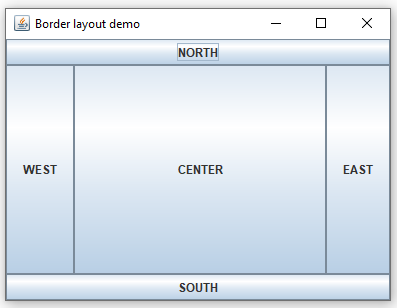 Border layout demo
NORTH
WEST CENTER EAST
SOUTH